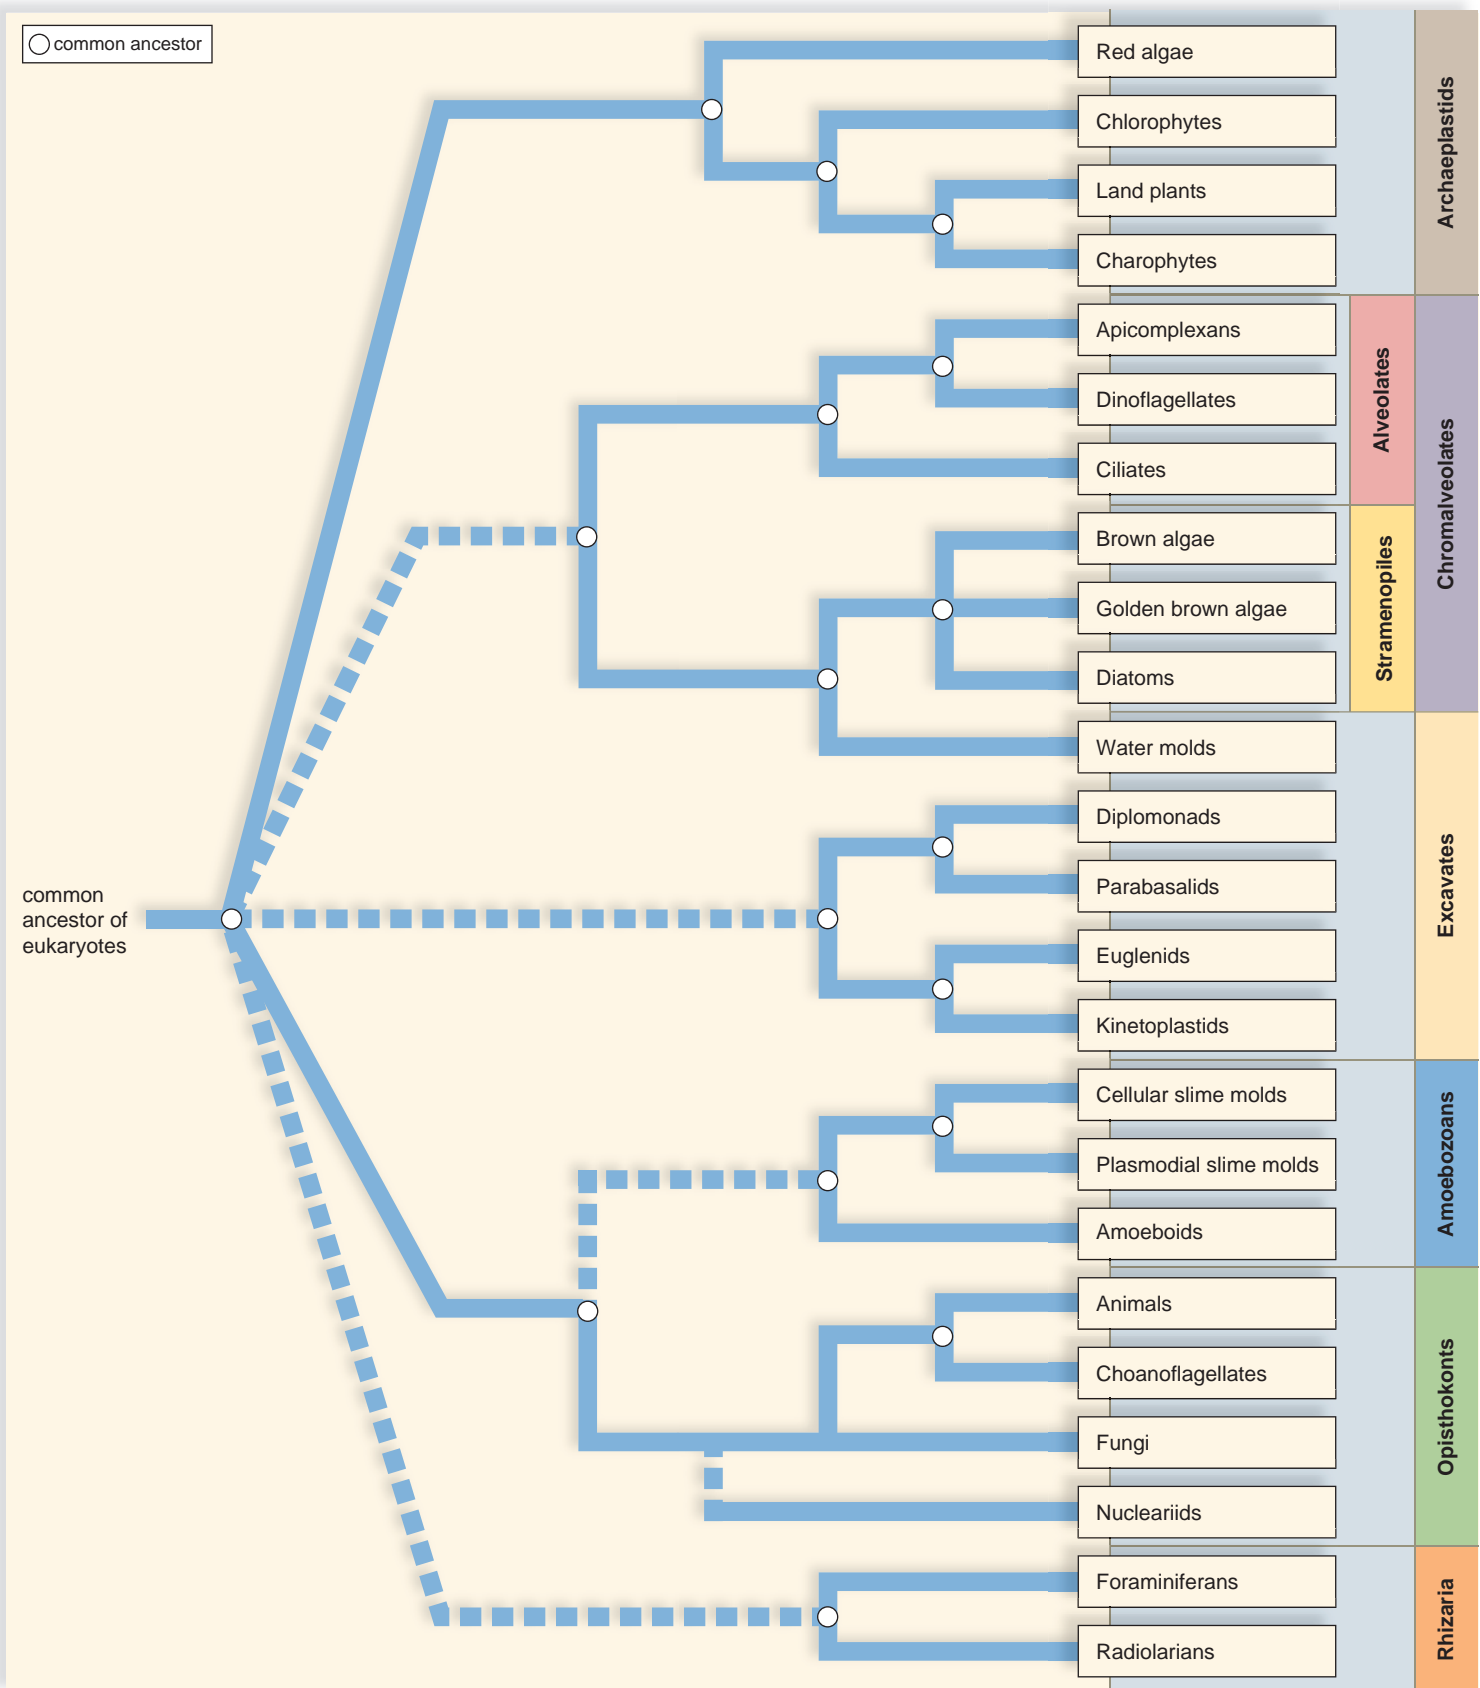 common ancestor
Red algae
Chlorophytes
Land plants
Charophytes
Archaeplastids
Apicomplexans
Dinoflagellates
Ciliates
Alveolates
Brown algae
Golden brown algae
Diatoms
Stramenopiles
Chromalveolates
Water molds
Diplomonads
Parabasalids
Euglenids
Kinetoplastids
Excavates
common
ancestor of
eukaryotes
Cellular slime molds
Plasmodial slime molds
Amoeboids
Amoebozoans
Animals
Choanoflagellates
Fungi
Nucleariids
Opisthokonts
Foraminiferans
Radiolarians
Rhizaria